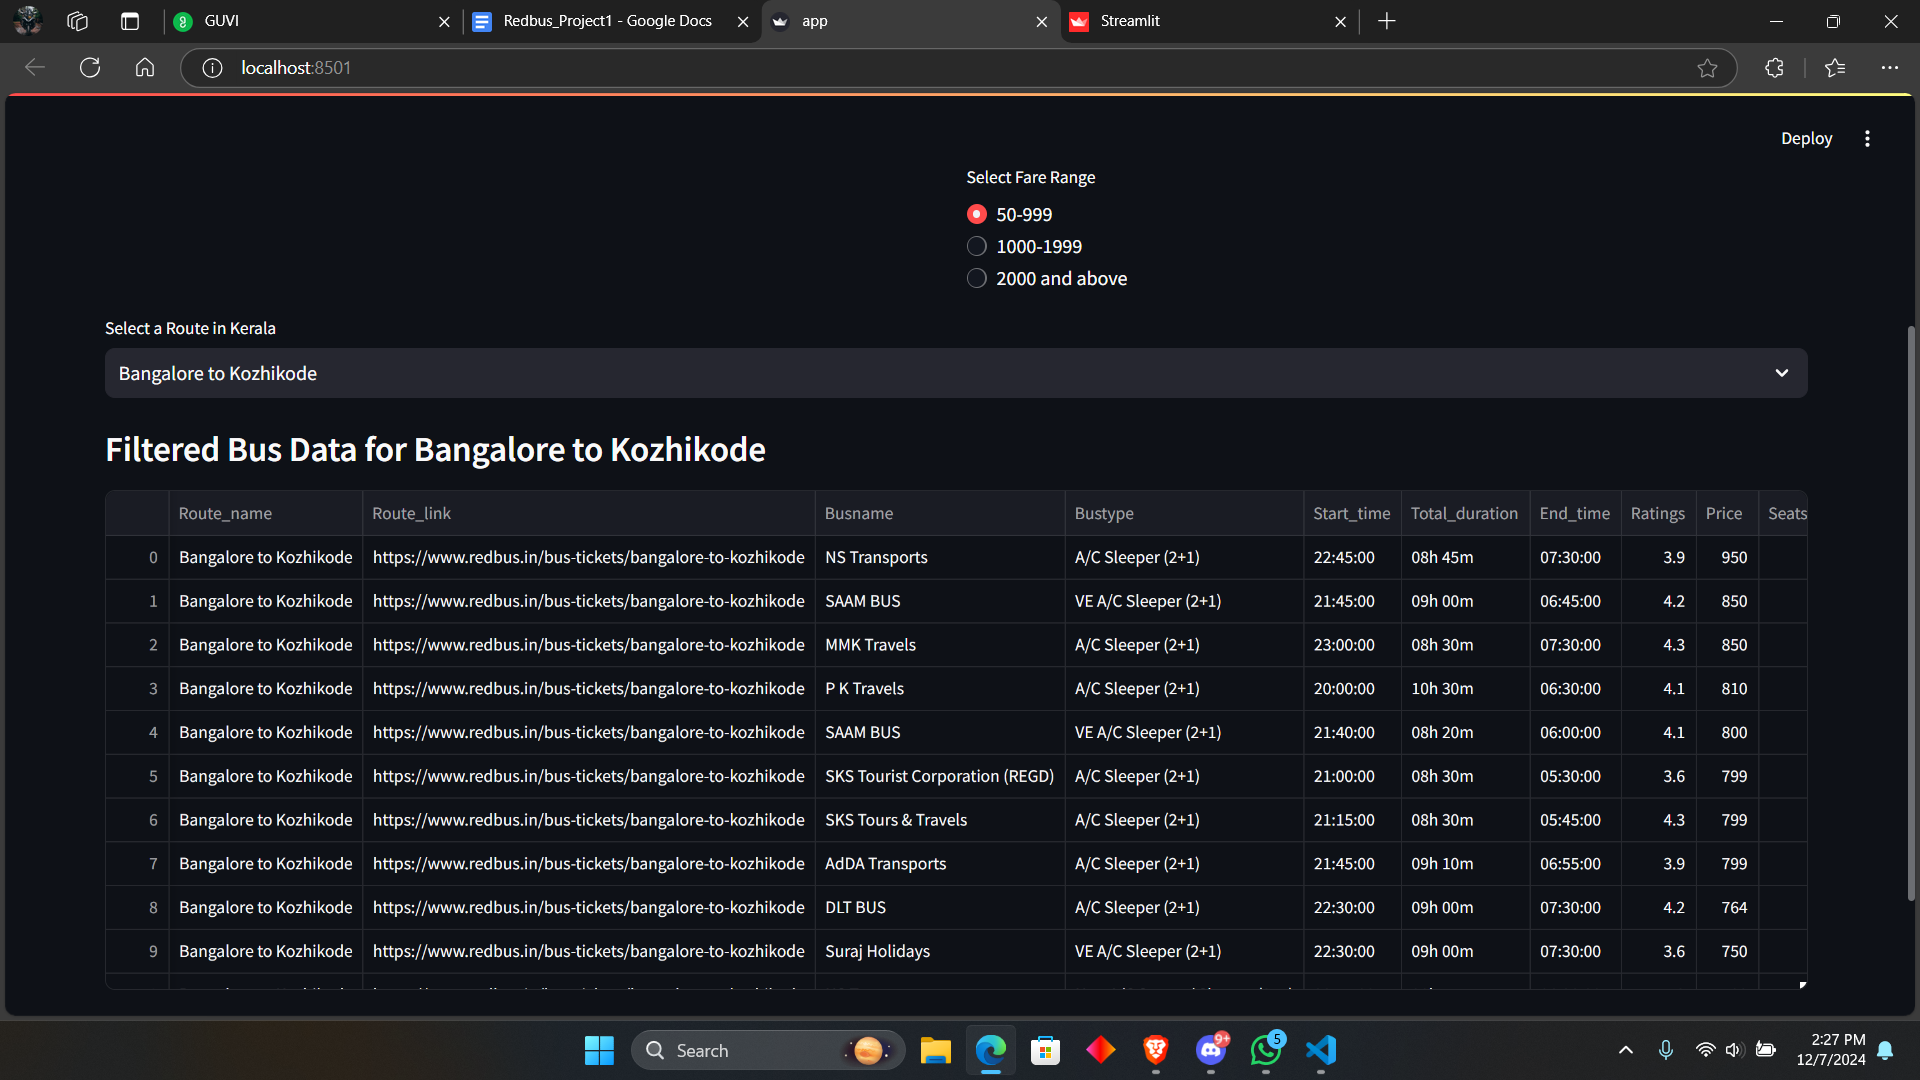 GUVI
Redbus_Project1 - Google Docs
app
Streamlit
localhost:8501
Deploy
Select Fare Range
50-999
1000-1999
2000 and above
Select a Route in Kerala
Bangalore to Kozhikode
Filtered Bus Data for Bangalore to Kozhikode
Route_name Route_link Busname Bustype Start_time Total_duration End_time Ratings Price Seats
0 Bangalore to Kozhikode https://www.redbus.in/bus-tickets/bangalore-to-kozhikode NS Transports A/C Sleeper (2+1) 22:45:00 08h 45m 07:30:00 3.9 950
1 Bangalore to Kozhikode https://www.redbus.in/bus-tickets/bangalore-to-kozhikode SAAM BUS VE A/C Sleeper (2+1) 21:45:00 09h 00m 06:45:00 4.2 850
2 Bangalore to Kozhikode https://www.redbus.in/bus-tickets/bangalore-to-kozhikode MMK Travels A/C Sleeper (2+1) 23:00:00 08h 30m 07:30:00 4.3 850
3 Bangalore to Kozhikode https://www.redbus.in/bus-tickets/bangalore-to-kozhikode P K Travels A/C Sleeper (2+1) 20:00:00 10h 30m 06:30:00 4.1 810
4 Bangalore to Kozhikode https://www.redbus.in/bus-tickets/bangalore-to-kozhikode SAAM BUS VE A/C Sleeper (2+1) 21:40:00 08h 20m 06:00:00 4.1 800
5 Bangalore to Kozhikode https://www.redbus.in/bus-tickets/bangalore-to-kozhikode SKS Tourist Corporation (REGD) A/C Sleeper (2+1) 21:00:00 08h 30m 05:30:00 3.6 799
6 Bangalore to Kozhikode https://www.redbus.in/bus-tickets/bangalore-to-kozhikode SKS Tours & Travels A/C Sleeper (2+1) 21:15:00 08h 30m 05:45:00 4.3 799
7 Bangalore to Kozhikode https://www.redbus.in/bus-tickets/bangalore-to-kozhikode AdDA Transports A/C Sleeper (2+1) 21:45:00 09h 10m 06:55:00 3.9 799
8 Bangalore to Kozhikode https://www.redbus.in/bus-tickets/bangalore-to-kozhikode DLT BUS A/C Sleeper (2+1) 22:30:00 09h 00m 07:30:00 4.2 764
9 Bangalore to Kozhikode https://www.redbus.in/bus-tickets/bangalore-to-kozhikode Suraj Holidays VE A/C Sleeper (2+1) 22:30:00 09h 00m 07:30:00 3.6 750
Search
9+
5
2:27 PM
12/7/2024